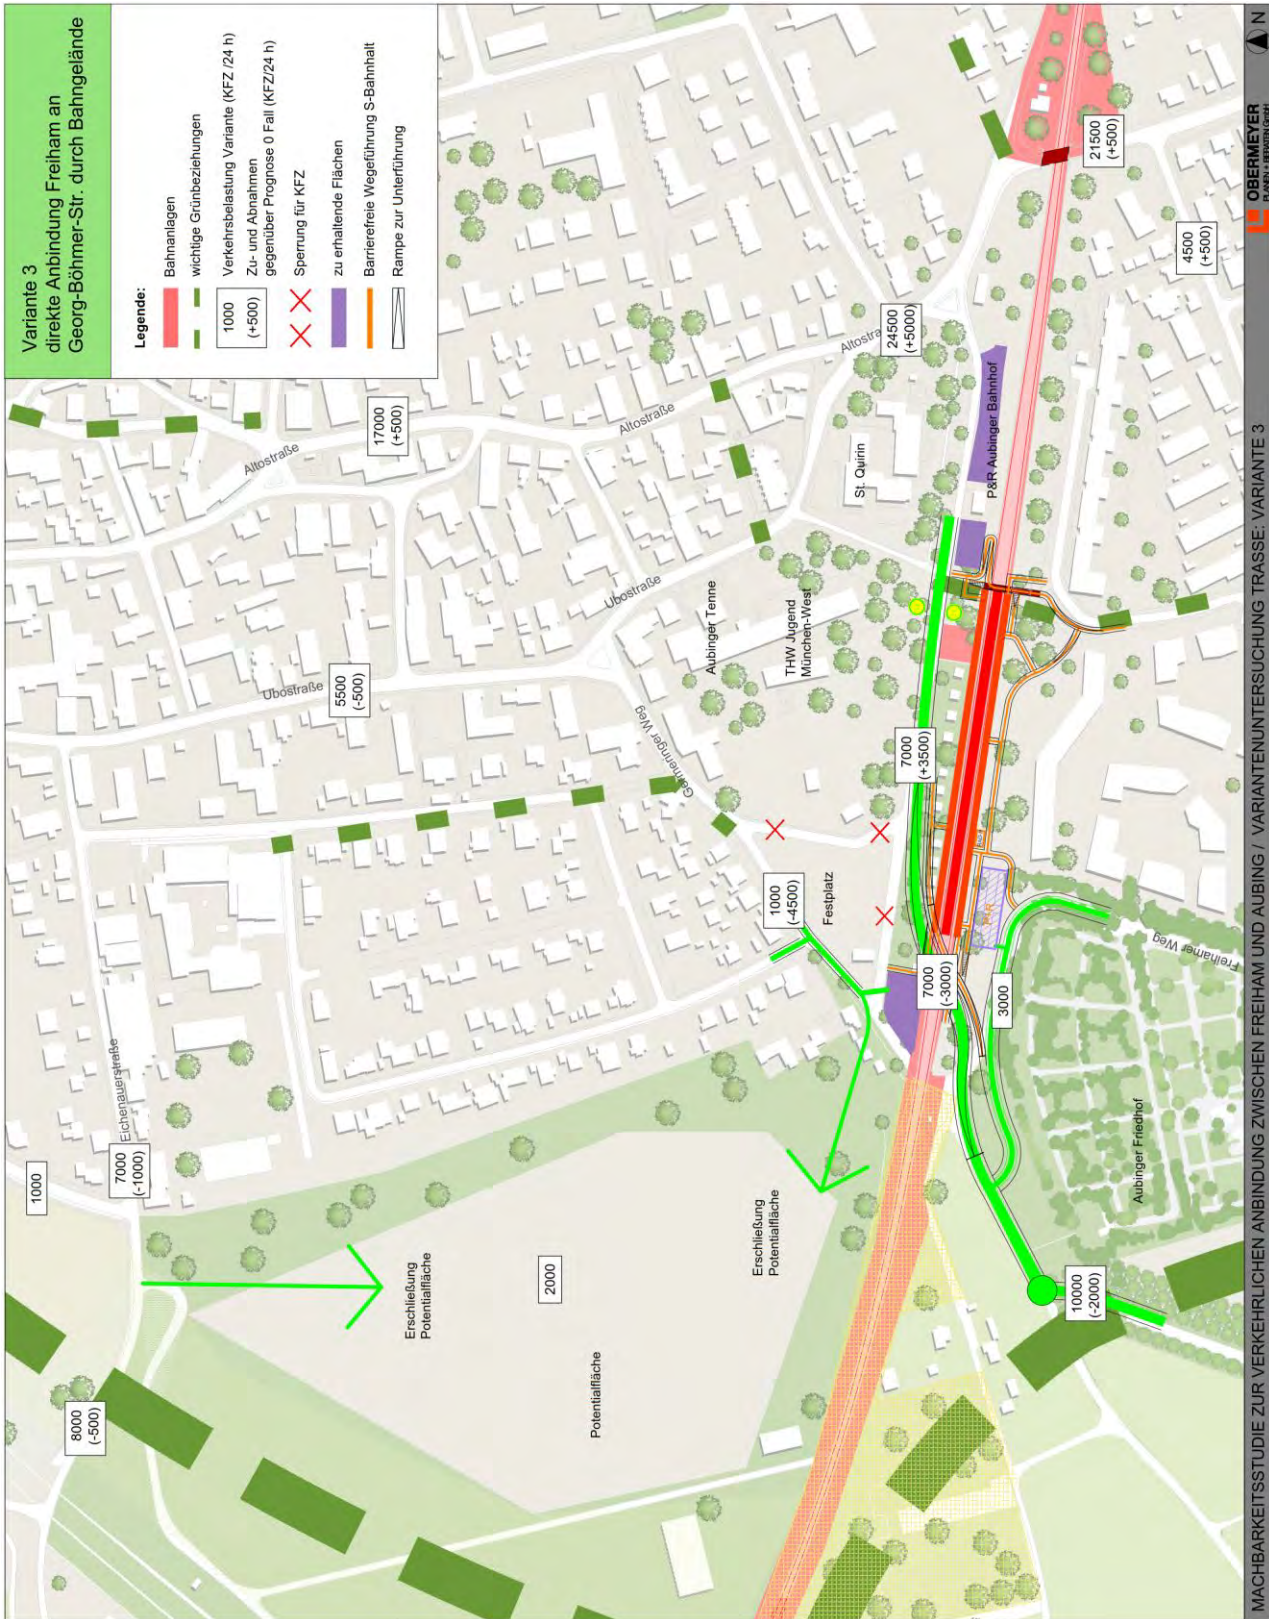 Variante 3
direkte Anbindung Freiham an
Georg-Böhmer-Str. durch Bahngelände
Legende:
Bahnanlagen
wichtige Grünbeziehungen
1000
(+500)
Verkehrsbelastung Variante (KFZ /24 h)
Zu- und Abnahmen
gegenüber Prognose 0 Fall (KFZ/24 h)
Sperrung für KFZ
zu erhaltende Flächen
Barrierefreie Wegeführung S-Bahnhalt
Rampe zur Unterführung
1000
8000
(-500)
7000
(-1000)
Eichenauerstraße
Erschließung
Potentialfläche
2000
Potentialfläche
Erschließung
Potentialfläche
Ubostraße
5500
(-500)
Altostraße
17000
(+500)
Altostraße
Ubostraße
Germeringer Weg
Aubinger Tenne
THW Jugend
München-West
St. Quirin
Altostra
24500
(+5000)
P&R Aubinger Bahnhof
21500
(+500)
4500
(+500)
1000
(-4500)
Festplatz
7000
(+3500)
7000
(-3000)
P+R
3000
Freihamer Weg
Aubinger Friedhof
10000
(-2000)
MACHBARKEITSSTUDIE ZUR VERKEHRLICHEN ANBINDUNG ZWISCHEN FREIHAM UND AUBING / VARIANTENUNTERSUCHUNG TRASSE: VARIANTE 3
OBERMEYER
PLANEN + BERATEN GmbH
N